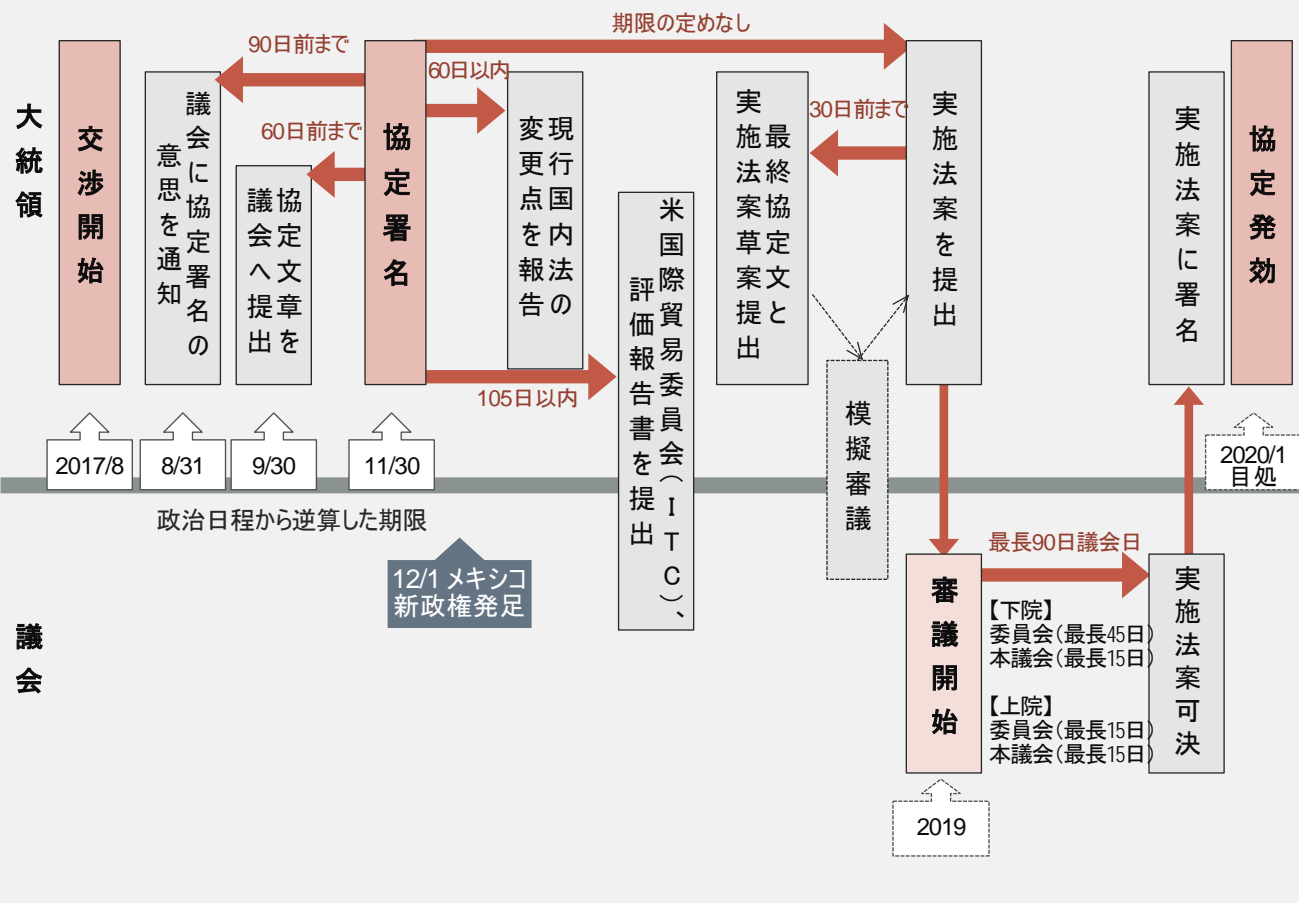 期限の定めなし
90日前まで
60日以内
60日前まで
30日前まで
大統領
交渉開始
議会に協定署名の
意思を通知
協定文章を
議会へ提出
協定署名
現行国内法の
変更点を報告
米国際貿易委員会（ＩＴＣ）、
評価報告書を提出
最終協定文と
実施法案草案提出
実施法案を提出
実施法案に署名
協定発効
105日以内
模擬審議
2017/8
8/31
9/30
11/30
2020/1
目処
政治日程から逆算した期限
12/1 メキシコ
新政権発足
議会
審議開始
最長90日議会日
【下院】
委員会（最長45日）
本議会（最長15日）
【上院】
委員会（最長15日）
本議会（最長15日）
実施法案可決
2019